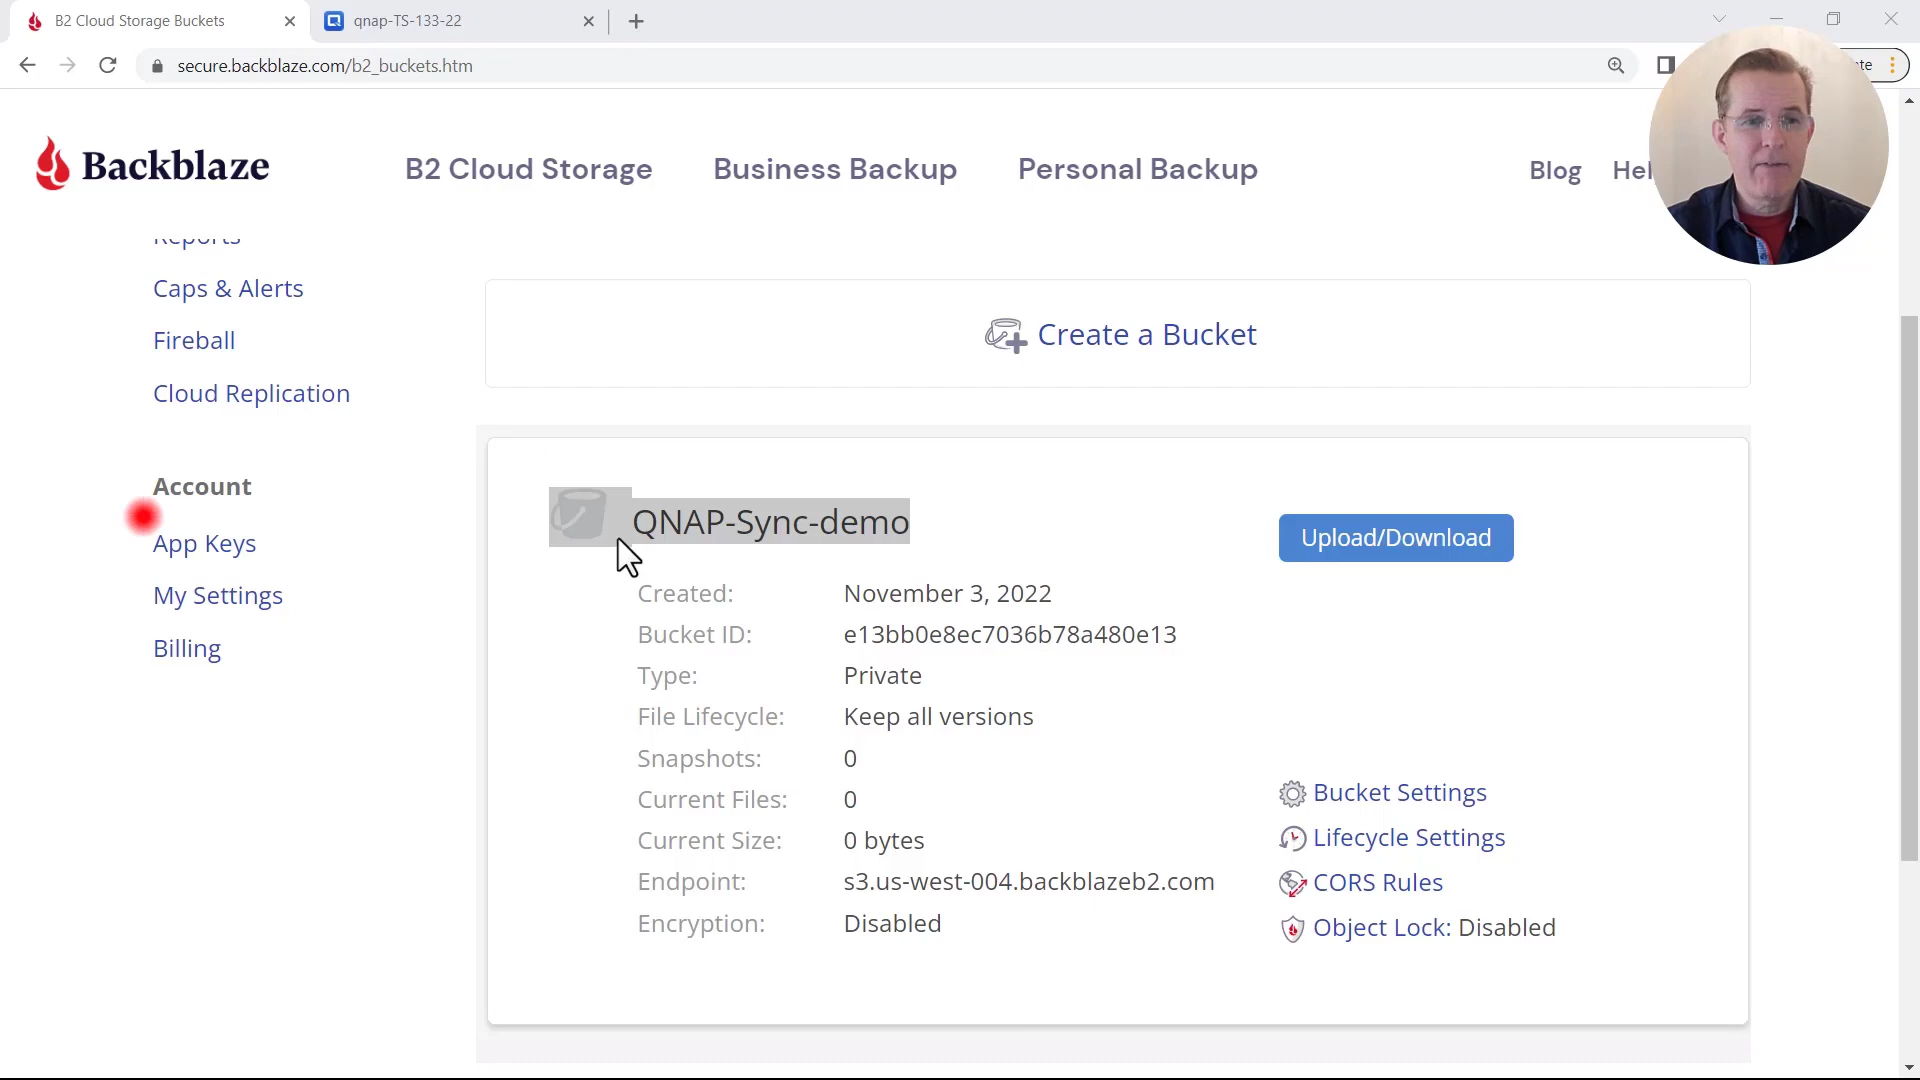 B2 Cloud Storage Buckets
qnap-TS-133-22
secure.backblaze.com/b2_buckets.htm
Backblaze
B2 Cloud Storage
Business Backup
Personal Backup
Blog
Reports
Caps & Alerts
Fireball
Cloud Replication
Account
App Keys
My Settings
Billing
Create a Bucket
QNAP-Sync-demo
Upload/Download
Created: November 3, 2022
Bucket ID: e13bb0e8ec7036b78a480e13
Type: Private
File Lifecycle: Keep all versions
Snapshots: 0
Current Files: 0
Current Size: 0 bytes
Endpoint: s3.us-west-004.backblazeb2.com
Encryption: Disabled
Bucket Settings
Lifecycle Settings
CORS Rules
Object Lock: Disabled